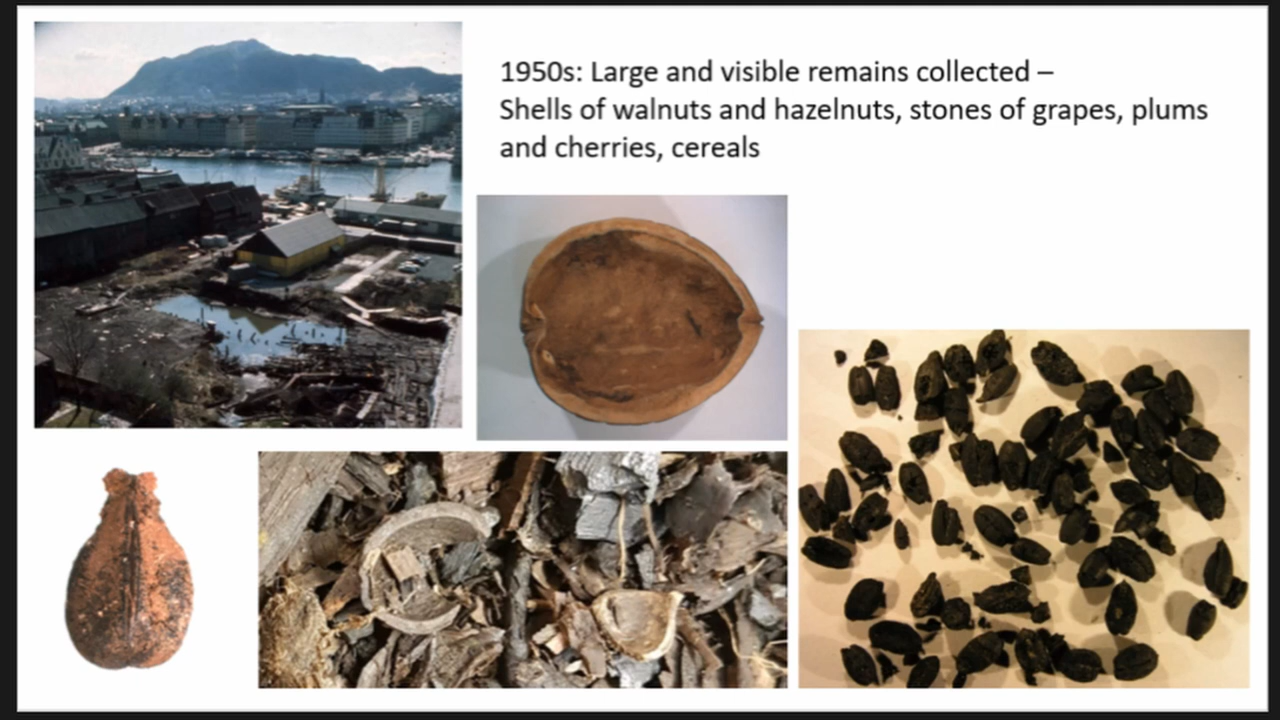 1950s: Large and visible remains collected –
Shells of walnuts and hazelnuts, stones of grapes, plums
and cherries, cereals